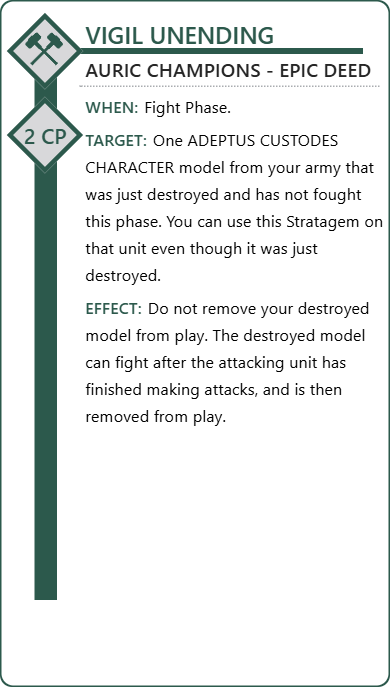 VIGIL UNENDING
AURIC CHAMPIONS - EPIC DEED
2 CP
WHEN: Fight Phase.
TARGET: One ADEPTUS CUSTODES
CHARACTER model from your army that
was just destroyed and has not fought
this phase. You can use this Stratagem on
that unit even though it was just
destroyed.
EFFECT: Do not remove your destroyed
model from play. The destroyed model
can fight after the attacking unit has
finished making attacks, and is then
removed from play.